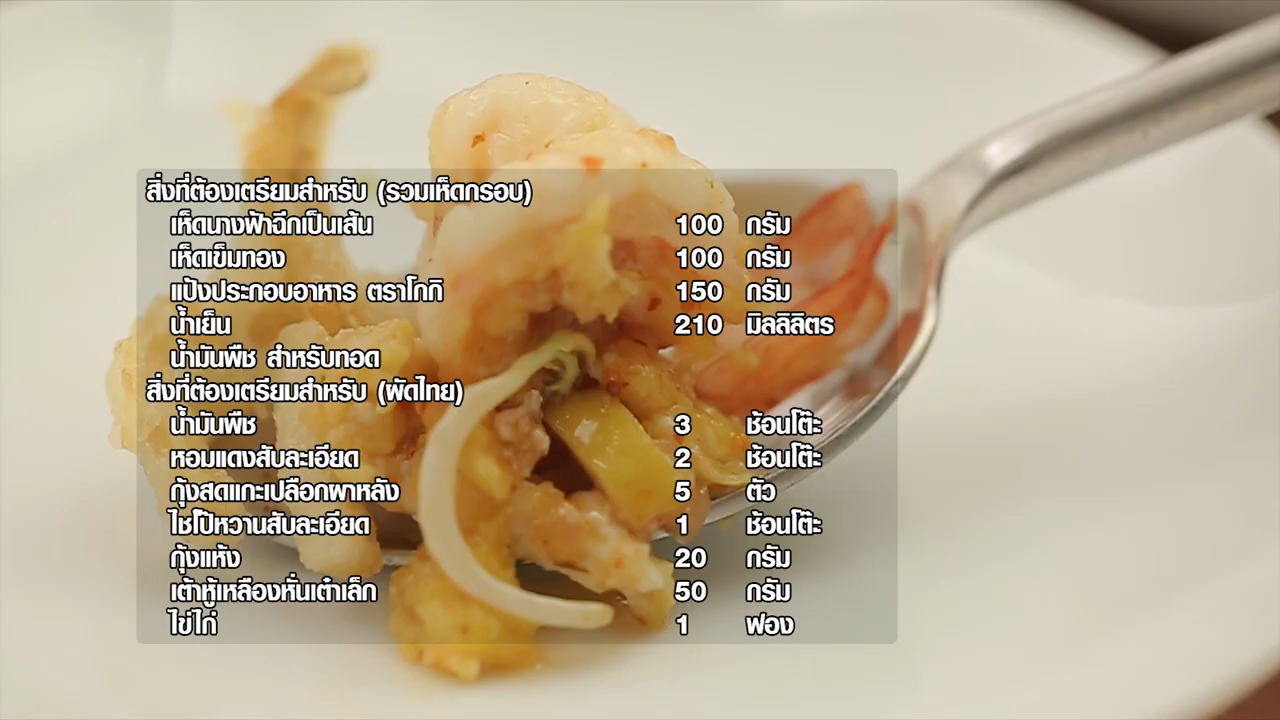 สิ่งที่ต้องเตรียมสำหรับ (รวมเห็ดกรอบ)
เห็ดนางฟ้าฉีกเป็นเส้น 100 กรัม
เห็ดเข็มทอง 100 กรัม
แป้งประกอบอาหาร ตราโกกิ 150 กรัม
น้ำเย็น 210 มิลลิลิตร
น้ำมันพืช สำหรับทอด
สิ่งที่ต้องเตรียมสำหรับ (ผัดไทย)
น้ำมันพืช 3 ช้อนโต๊ะ
หอมแดงสับละเอียด 2 ช้อนโต๊ะ
กุ้งสดแกะเปลือกผาหลัง 5 ตัว
ไชโป๊หวานสับละเอียด 1 ช้อนโต๊ะ
กุ้งแห้ง 20 กรัม
เต้าหู้เหลืองหั่นเต๋าเล็ก 50 กรัม
ไข่ไก่ 1 ฟอง